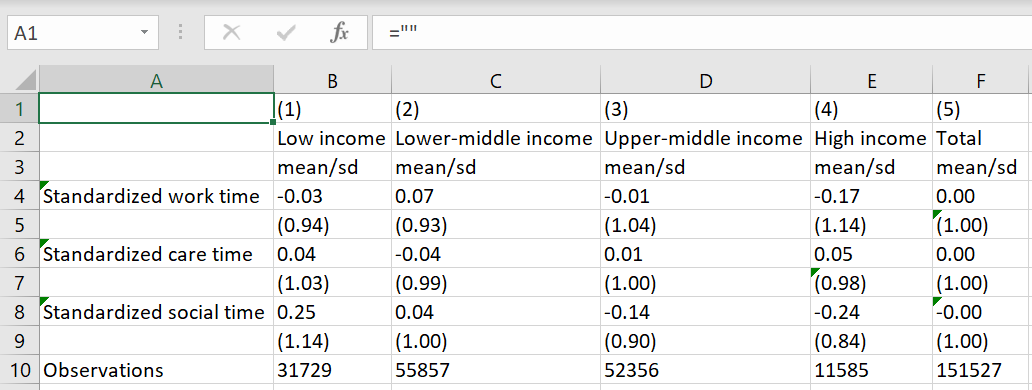 A1 fx =""
A B C D E F
1 (1) (2) (3) (4) (5)
2 Low income Lower-middle income Upper-middle income High income Total
3 mean/sd mean/sd mean/sd mean/sd mean/sd
4 Standardized work time -0.03 0.07 -0.01 -0.17 0.00
5 (0.94) (0.93) (1.04) (1.14) (1.00)
6 Standardized care time 0.04 -0.04 0.01 0.05 0.00
7 (1.03) (0.99) (1.00) (0.98) (1.00)
8 Standardized social time 0.25 0.04 -0.14 -0.24 -0.00
9 (1.14) (1.00) (0.90) (0.84) (1.00)
10 Observations 31729 55857 52356 11585 151527